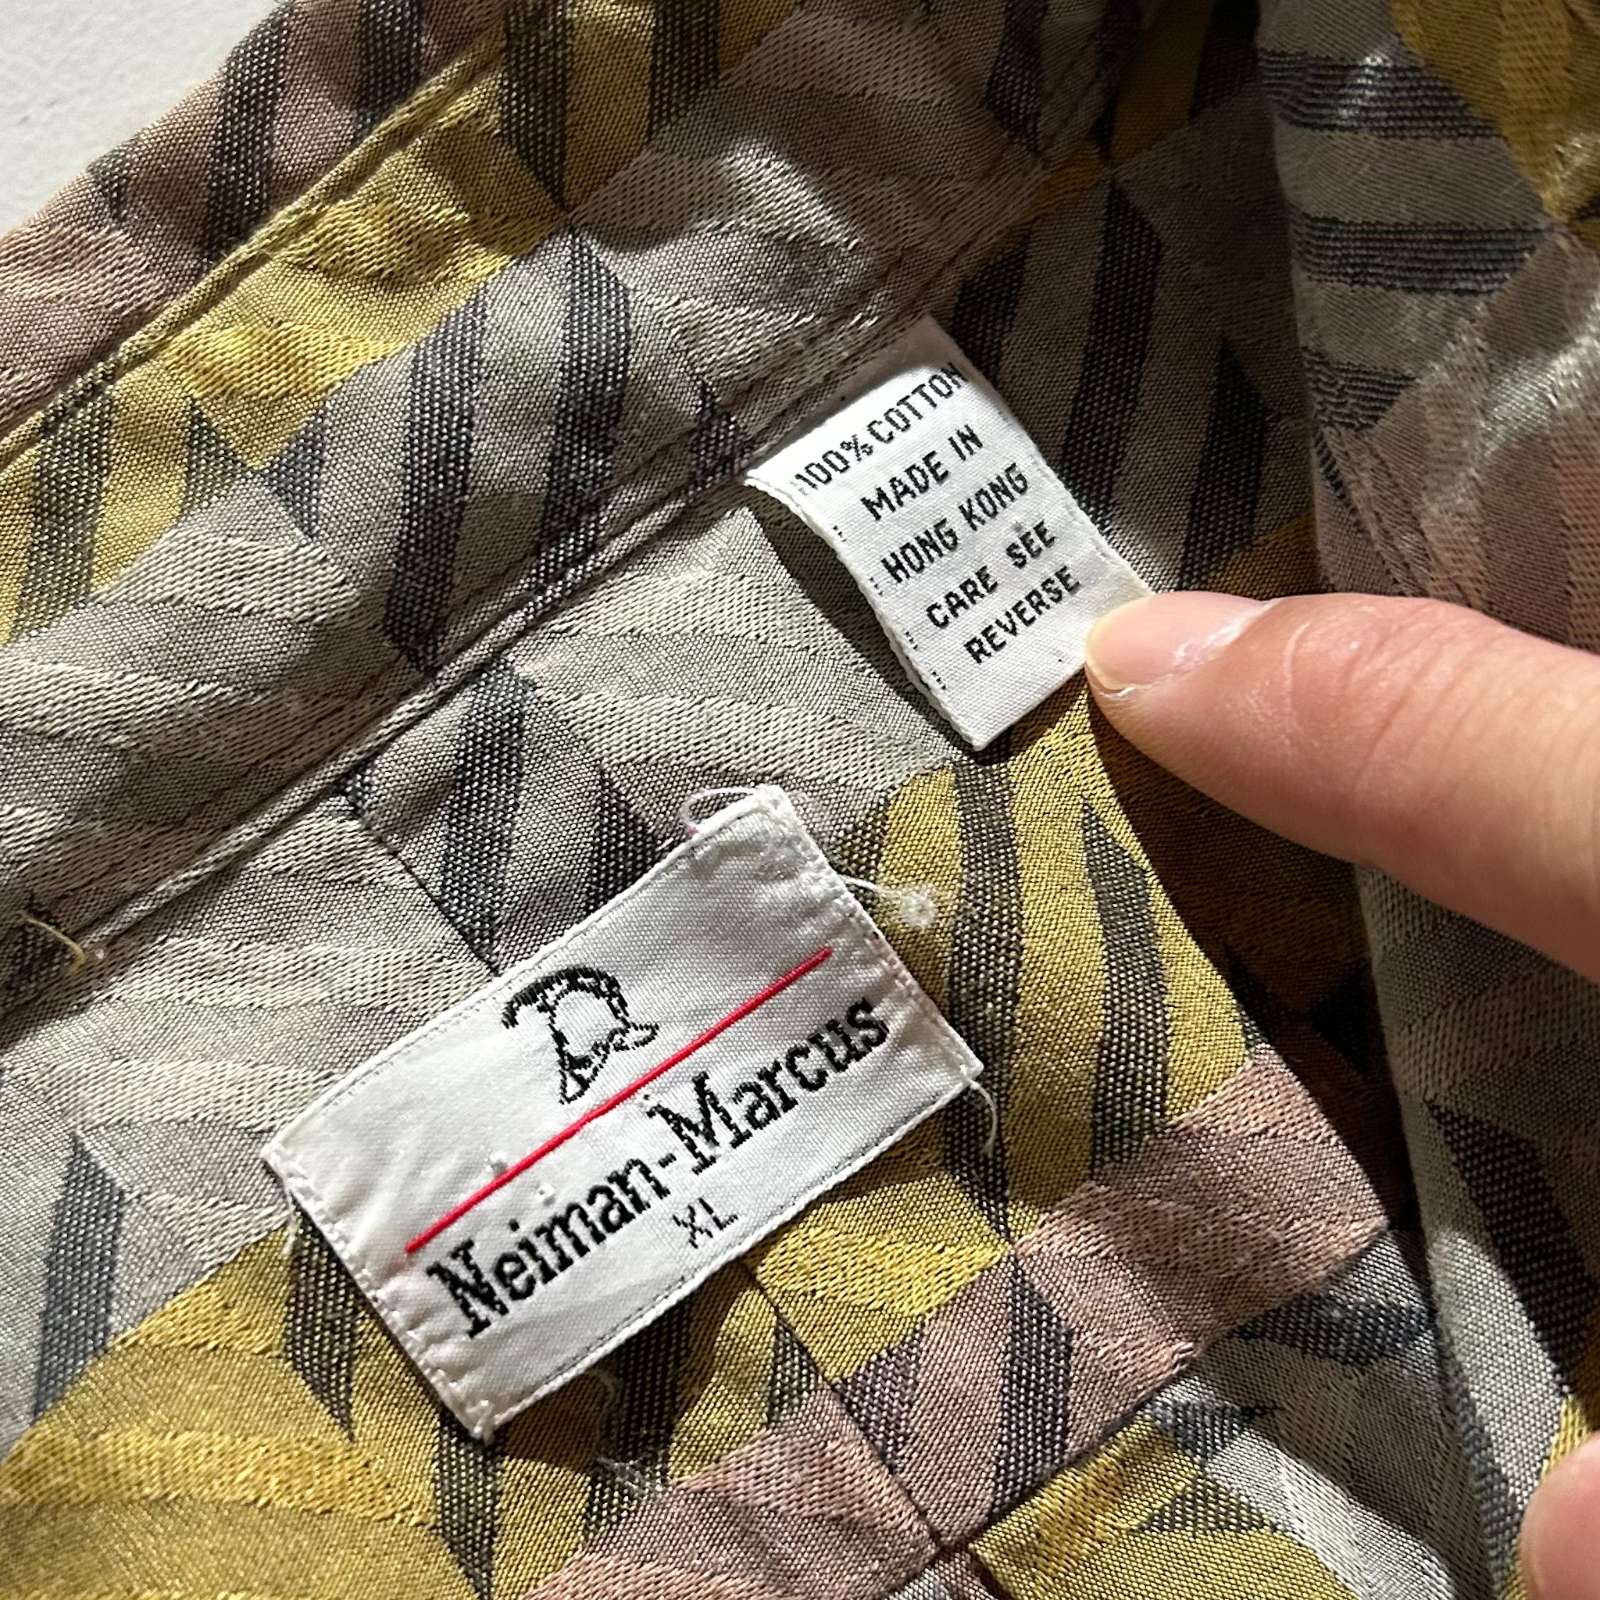 100% COTTON
MADE IN
HONG KONG
CARE SEE
REVERSE
Neiman-Marcus
XL